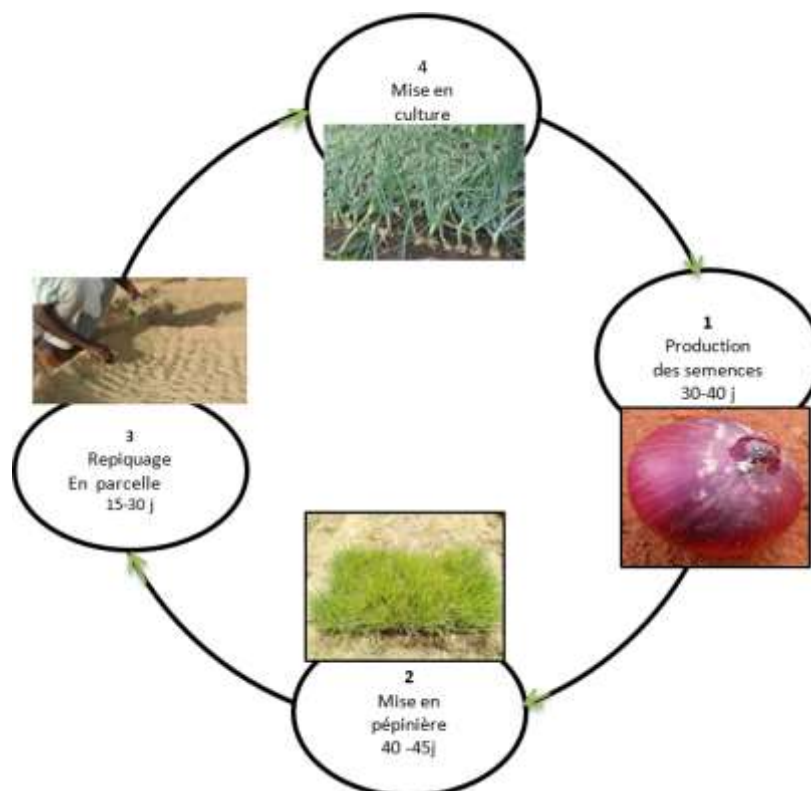 4
Mise en
culture
1
Production
des semences
30-40 j
3
Repiquage
En parcelle
15-30 j
2
Mise en
pépinière
40 -45j